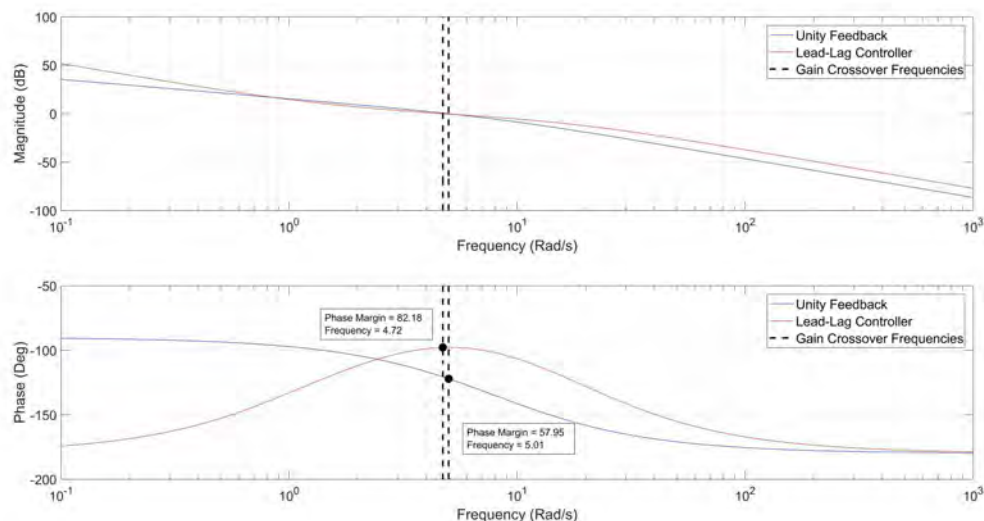 100
50
0
-50
-100
Magnitude (dB)
Unity Feedback
Lead-Lag Controller
Gain Crossover Frequencies
10-1
100
101
102
103
Frequency (Rad/s)
-50
-100
-150
-200
Phase (Deg)
Unity Feedback
Lead-Lag Controller
Gain Crossover Frequencies
Phase Margin = 82.18
Frequency = 4.72
Phase Margin = 57.95
Frequency = 5.01
10-1
100
101
102
103
Frequency (Rad/s)